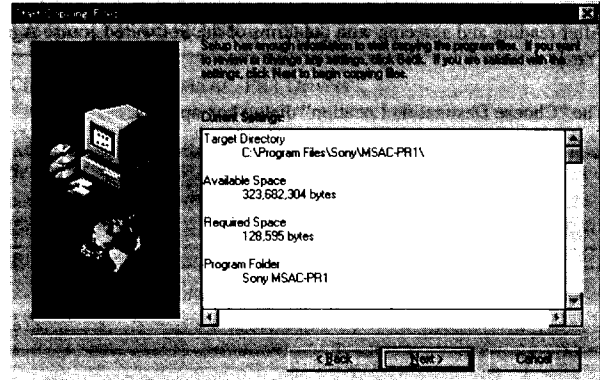 Start Copying Files
Setup has enough information to start copying the program files. If you want
to review or change any settings, click Back. If you are satisfied with the
settings, click Next to begin copying files.
Current Settings:
Target Directory
C:\Program Files\Sony\MSAC-PR1\
Available Space
323,682,304 bytes
Required Space
128,595 bytes
Program Folder
Sony MSAC-PR1
< Back
Next >
Cancel